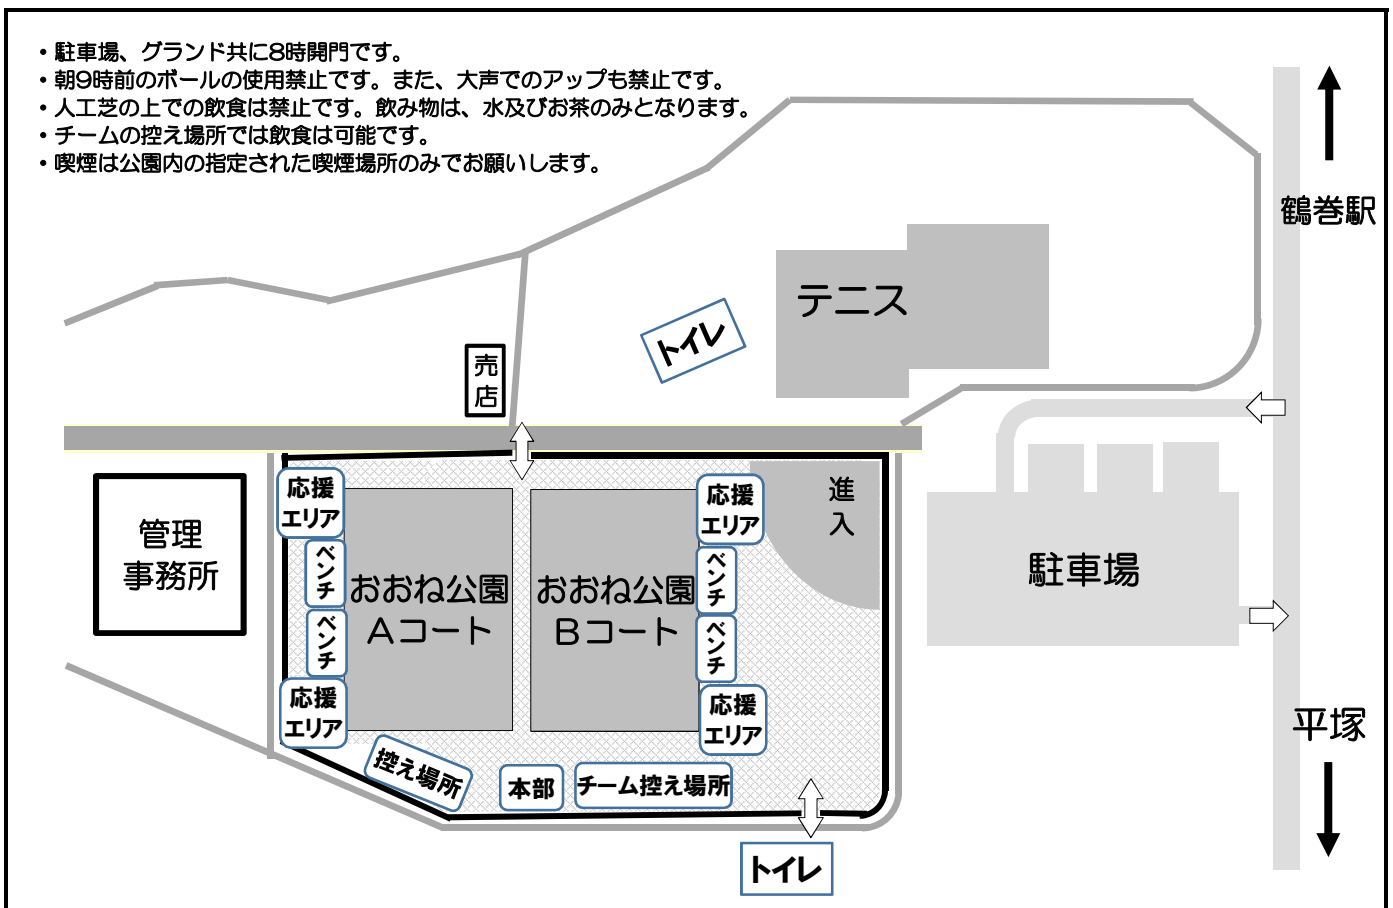 ・駐車場、グランド共に8時開門です。
・朝9時前のボールの使用禁止です。また、大声でのアップも禁止です。
・人工芝の上での飲食は禁止です。飲み物は、水及びお茶のみとなります。
・チームの控え場所では飲食は可能です。
・喫煙は公園内の指定された喫煙場所のみでお願いします。
鶴巻駅
テニス
トイレ
売
店
応援
エリア
応援
エリア
進
入
管理
事務所
ベンチ
ベンチ
駐車場
おおね公園
Aコート
おおね公園
Bコート
ベンチ
ベンチ
応援
エリア
応援
エリア
平塚
控え場所
本部
チーム控え場所
トイレ